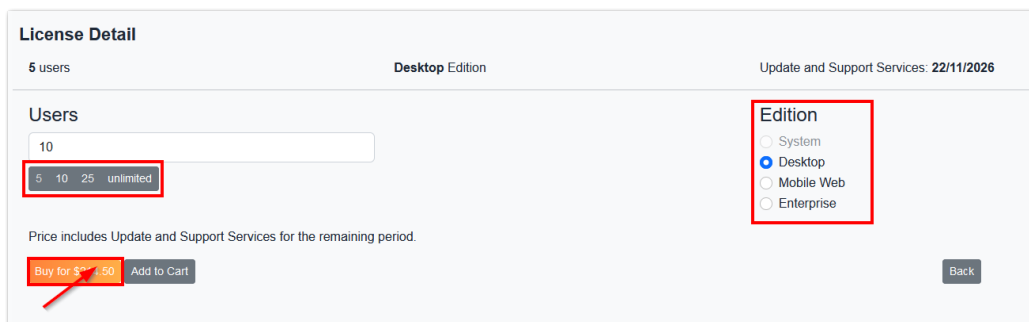 License Detail
5 users
Desktop Edition
Update and Support Services: 22/11/2026
Users
10
5 10 25 unlimited
Edition
System
Desktop
Mobile Web
Enterprise
Price includes Update and Support Services for the remaining period.
Buy for
Add to Cart
Back